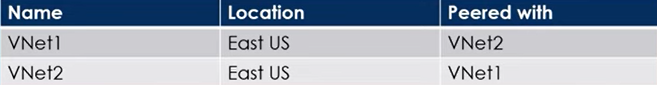 Name Location Peered with
VNet1 East US VNet2
VNet2 East US VNet1